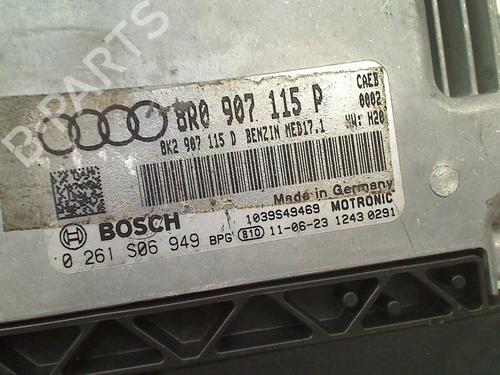 8R0 907 115 P
CAEB
0002
HW: H20
8K2 907 115 D BENZIN MED17.1
Made in Germany
BOSCH
1039S49469 MOTRONIC
0 261 S06 949 BPG 810 11-06-23 1243 0291
B-PARTS